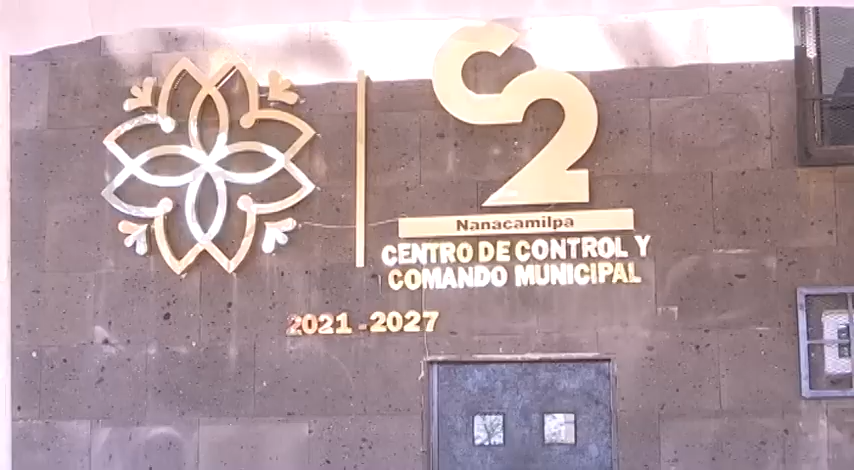 C2
Nanacamilpa
CENTRO DE CONTROL Y
COMANDO MUNICIPAL
2021 - 2027